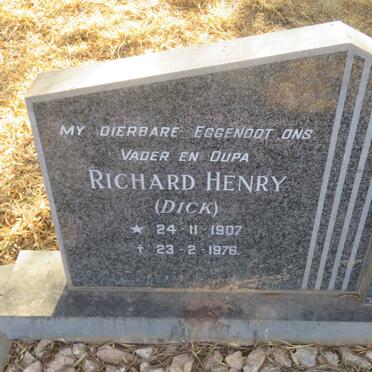 MY DIERBARE EGGENOOT, ONS
VADER EN OUPA
RICHARD HENRY
(DICK)
★ 24-11-1907
† 23-2-1976.